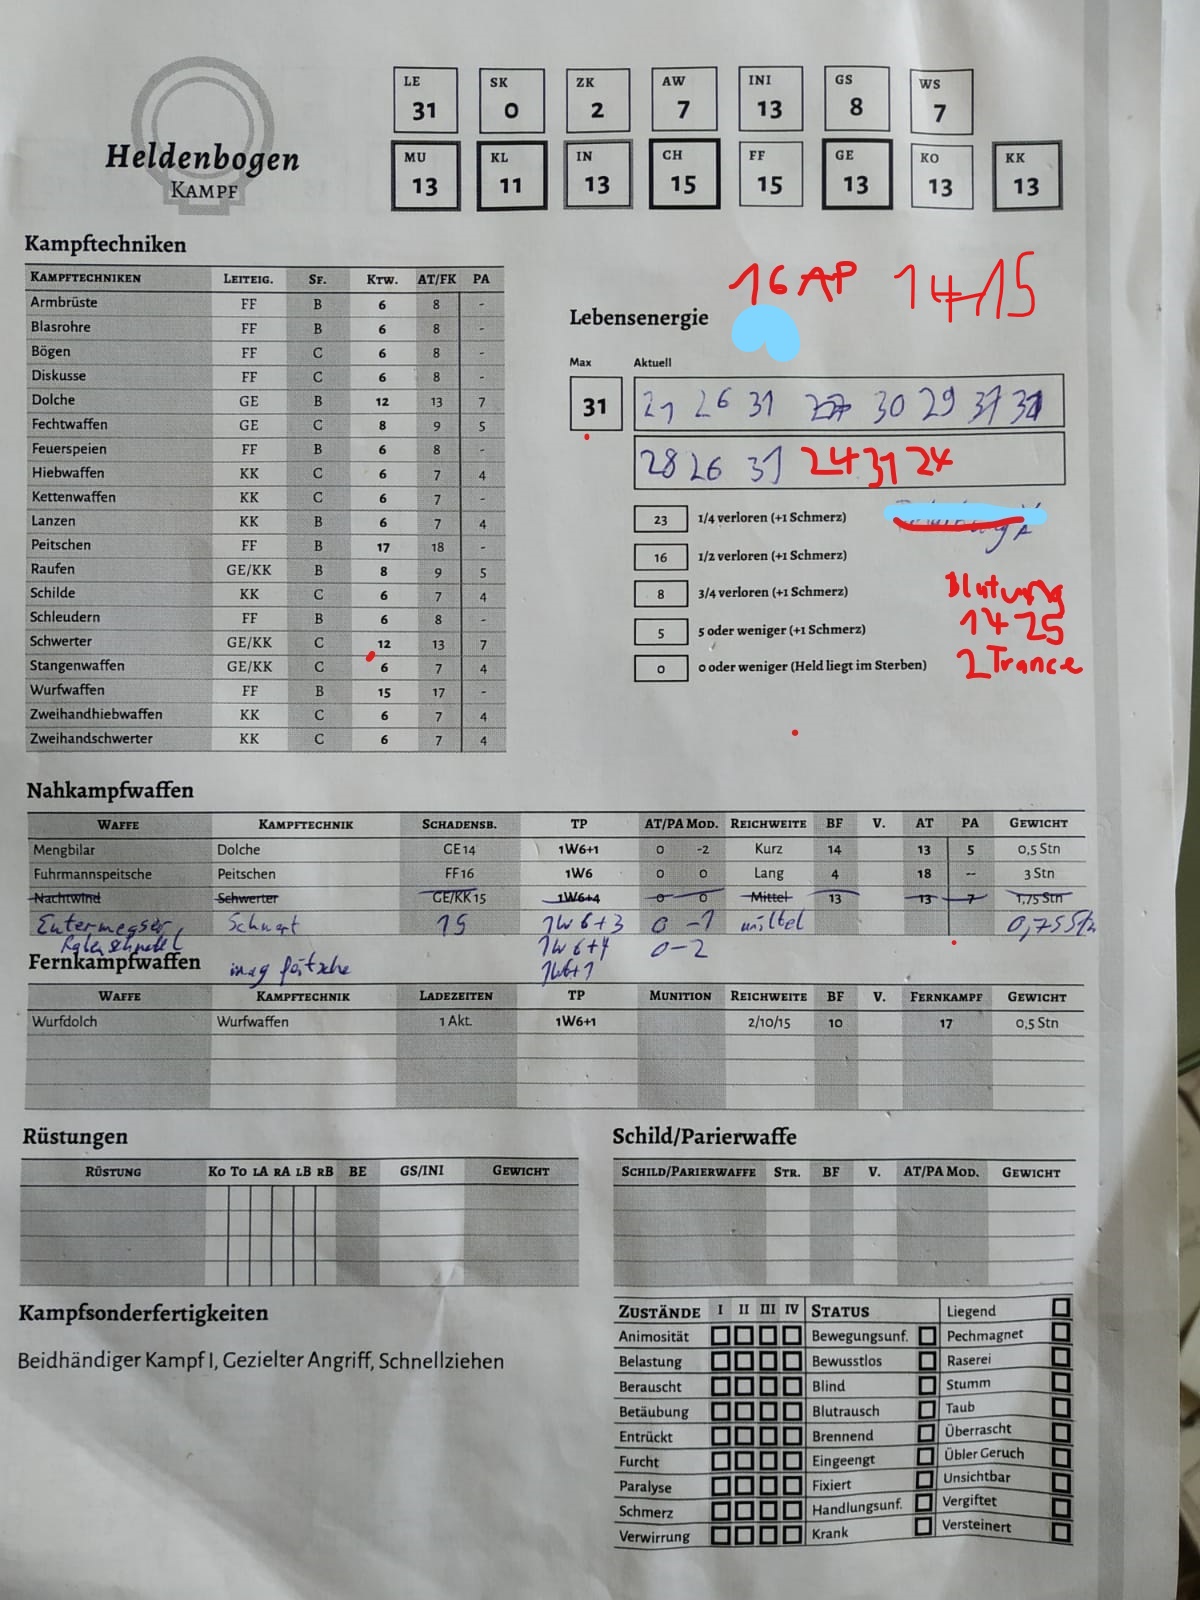 LE 31 SK 0 ZK 2 AW 7 INI 13 GS 8 WS 7
Heldenbogen
Kampf
MU 13 KL 11 IN 13 CH 15 FF 15 GE 13 KO 13 KK 13
Kampftechniken
Kampftechniken Leiteig. Sf. Ktw. AT/FK PA
Armbrüste FF B 6 8 -
Blasrohre FF B 6 8 -
Bögen FF C 6 8 -
Diskusse FF C 6 8 -
Dolche GE B 12 13 7
Fechtwaffen GE C 8 9 5
Feuerspeien FF B 6 8 -
Hiebwaffen KK C 6 7 4
Kettenwaffen KK C 6 7 -
Lanzen KK B 6 7 4
Peitschen FF B 17 18 -
Raufen GE/KK B 8 9 5
Schilde KK C 6 7 4
Schleudern FF B 6 8 -
Schwerter GE/KK C 12 13 7
Stangenwaffen GE/KK C 6 7 4
Wurfwaffen FF B 15 17 -
Zweihandhiebwaffen KK C 6 7 4
Zweihandschwerter KK C 6 7 4
16 AP 14 15
Lebensenergie
Max Aktuell
31 21 26 31 30 29
28 26 31 24 31 24
23 1/4 verloren (+1 Schmerz)
16 1/2 verloren (+1 Schmerz)
8 3/4 verloren (+1 Schmerz)
5 5 oder weniger (+1 Schmerz)
0 0 oder weniger (Held liegt im Sterben)
Blutung
14 25
2 Trance
Nahkampfwaffen
Waffe Kampftechnik Schadensb. TP AT/PA Mod. Reichweite BF V. AT PA Gewicht
Mengbilar Dolche GE 14 1W6+1 0 -2 Kurz 14 13 5 0,5 Stn
Fuhrmannspeitsche Peitschen FF 16 1W6 0 0 Lang 4 18 -- 3 Stn
Nachtwind Schwerter GE/KK 15 1W6+4 0 0 Mittel 13 13 7 1,75 Stn
Entermesser Schwert 15 1W6+3 0 -1 mittel 0,75 Stn
1W6+4 0 -2
mag Peitsche 1W6+1
Fernkampfwaffen
Waffe Kampftechnik Ladezeiten TP Munition Reichweite BF V. Fernkampf Gewicht
Wurfdolch Wurfwaffen 1 Akt. 1W6+1 2/10/15 10 17 0,5 Stn
Rüstungen
Rüstung Ko To LA RA LB RB BE GS/INI Gewicht
Schild/Parierwaffe
Schild/Parierwaffe Str. BF V. AT/PA Mod. Gewicht
Kampfsonderfertigkeiten
Beidhändiger Kampf I, Gezielter Angriff, Schnellziehen
Zustände I II III IV Status Liegend
Animosität Bewegungsunf. Pechmagnet
Belastung Bewusstlos Raserei
Berauscht Blind Stumm
Betäubung Blutrausch Taub
Entrückt Brennend Überrascht
Furcht Eingeengt Übler Geruch
Paralyse Fixiert Unsichtbar
Schmerz Handlungsunf. Vergiftet
Verwirrung Krank Versteinert